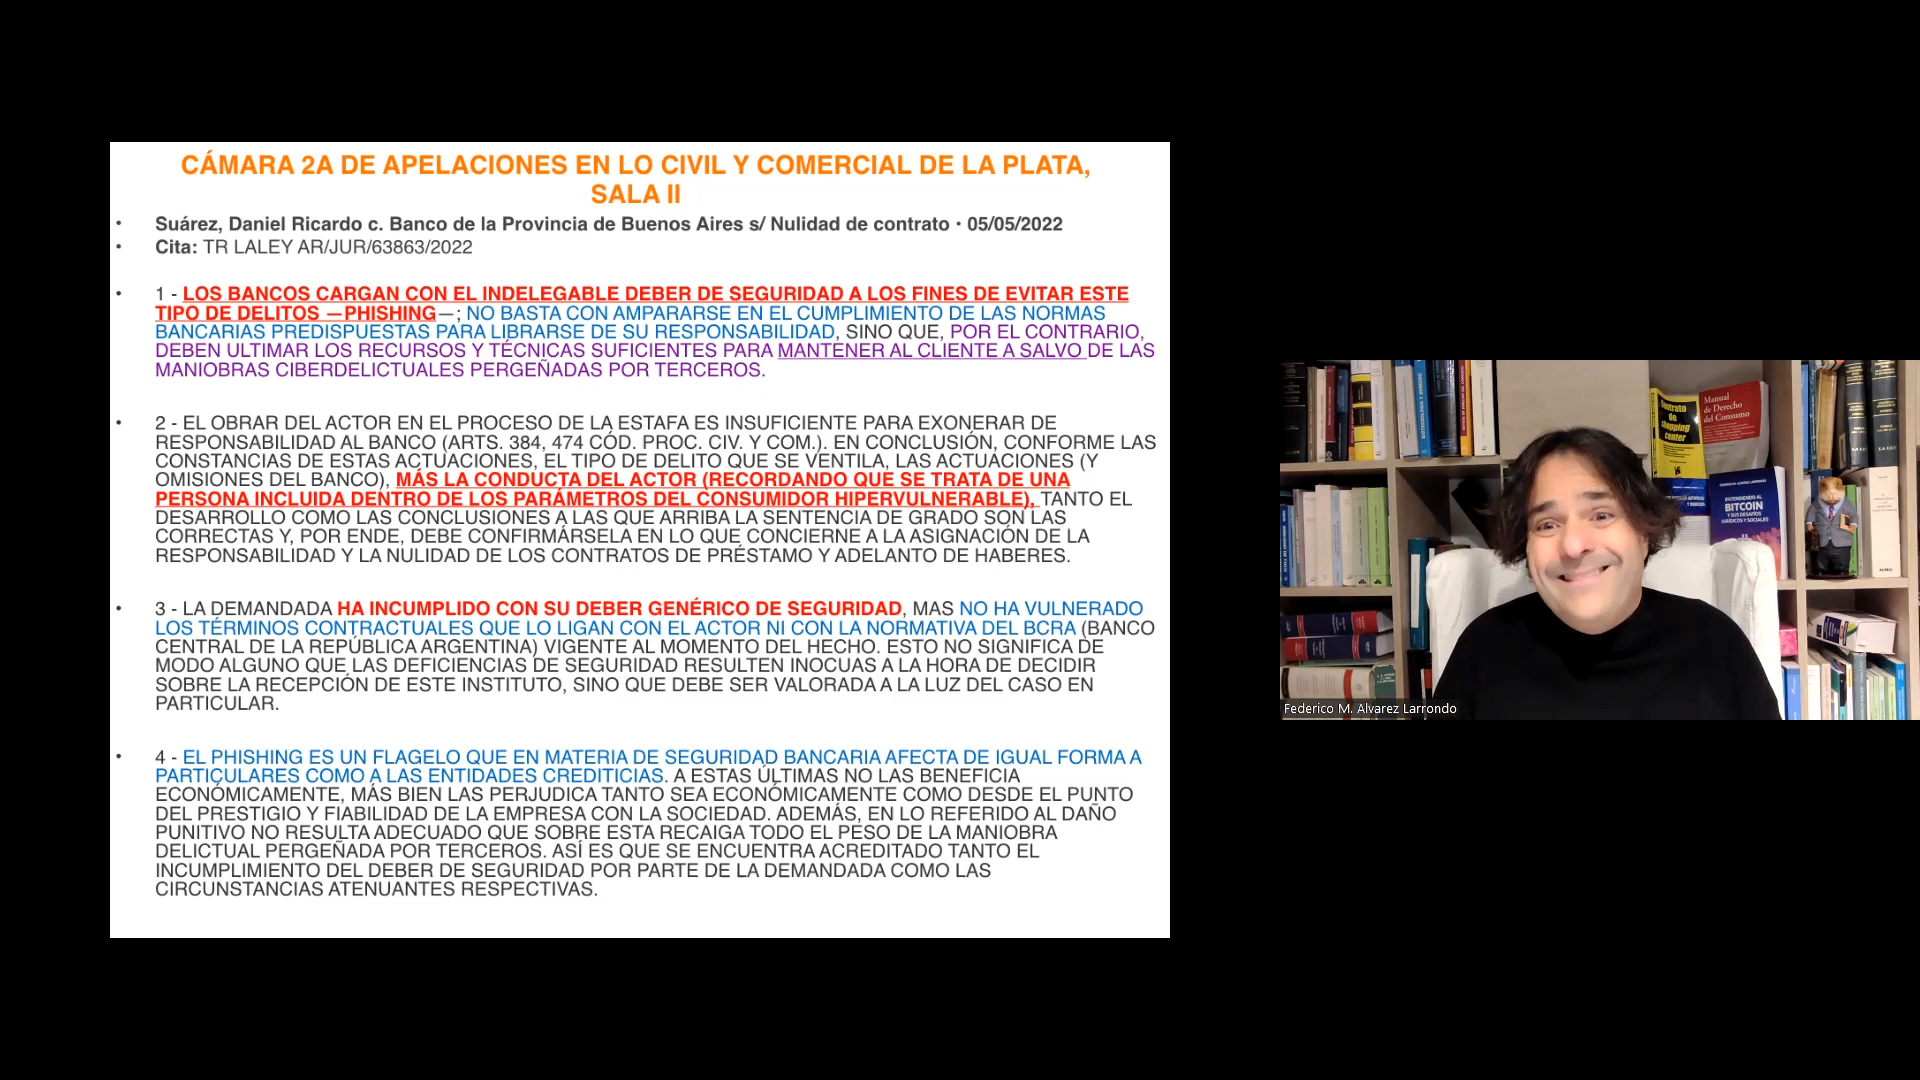 CÁMARA 2A DE APELACIONES EN LO CIVIL Y COMERCIAL DE LA PLATA,
SALA II
• Suárez, Daniel Ricardo c. Banco de la Provincia de Buenos Aires s/ Nulidad de contrato • 05/05/2022
• Cita: TR LALEY AR/JUR/63863/2022
• 1 - LOS BANCOS CARGAN CON EL INDELEGABLE DEBER DE SEGURIDAD A LOS FINES DE EVITAR ESTE
TIPO DE DELITOS —PHISHING—; NO BASTA CON AMPARARSE EN EL CUMPLIMIENTO DE LAS NORMAS
BANCARIAS PREDISPUESTAS PARA LIBRARSE DE SU RESPONSABILIDAD, SINO QUE, POR EL CONTRARIO,
DEBEN ULTIMAR LOS RECURSOS Y TÉCNICAS SUFICIENTES PARA MANTENER AL CLIENTE A SALVO DE LAS
MANIOBRAS CIBERDELICTUALES PERGEÑADAS POR TERCEROS.
• 2 - EL OBRAR DEL ACTOR EN EL PROCESO DE LA ESTAFA ES INSUFICIENTE PARA EXONERAR DE
RESPONSABILIDAD AL BANCO (ARTS. 384, 474 CÓD. PROC. CIV. Y COM.). EN CONCLUSIÓN, CONFORME LAS
CONSTANCIAS DE ESTAS ACTUACIONES, EL TIPO DE DELITO QUE SE VENTILA, LAS ACTUACIONES (Y
OMISIONES DEL BANCO), MÁS LA CONDUCTA DEL ACTOR (RECORDANDO QUE SE TRATA DE UNA
PERSONA INCLUIDA DENTRO DE LOS PARÁMETROS DEL CONSUMIDOR HIPERVULNERABLE), TANTO EL
DESARROLLO COMO LAS CONCLUSIONES A LAS QUE ARRIBA LA SENTENCIA DE GRADO SON LAS
CORRECTAS Y, POR ENDE, DEBE CONFIRMÁRSELA EN LO QUE CONCIERNE A LA ASIGNACIÓN DE LA
RESPONSABILIDAD Y LA NULIDAD DE LOS CONTRATOS DE PRÉSTAMO Y ADELANTO DE HABERES.
• 3 - LA DEMANDADA HA INCUMPLIDO CON SU DEBER GENÉRICO DE SEGURIDAD, MAS NO HA VULNERADO
LOS TÉRMINOS CONTRACTUALES QUE LO LIGAN CON EL ACTOR NI CON LA NORMATIVA DEL BCRA (BANCO
CENTRAL DE LA REPÚBLICA ARGENTINA) VIGENTE AL MOMENTO DEL HECHO. ESTO NO SIGNIFICA DE
MODO ALGUNO QUE LAS DEFICIENCIAS DE SEGURIDAD RESULTEN INOCUAS A LA HORA DE DECIDIR
SOBRE LA RECEPCIÓN DE ESTE INSTITUTO, SINO QUE DEBE SER VALORADA A LA LUZ DEL CASO EN
PARTICULAR.
• 4 - EL PHISHING ES UN FLAGELO QUE EN MATERIA DE SEGURIDAD BANCARIA AFECTA DE IGUAL FORMA A
PARTICULARES COMO A LAS ENTIDADES CREDITICIAS. A ESTAS ÚLTIMAS NO LAS BENEFICIA
ECONÓMICAMENTE, MÁS BIEN LAS PERJUDICA TANTO SEA ECONÓMICAMENTE COMO DESDE EL PUNTO
DEL PRESTIGIO Y FIABILIDAD DE LA EMPRESA CON LA SOCIEDAD. ADEMÁS, EN LO REFERIDO AL DAÑO
PUNITIVO NO RESULTA ADECUADO QUE SOBRE ESTA RECAIGA TODO EL PESO DE LA MANIOBRA
DELICTUAL PERGEÑADA POR TERCEROS. ASÍ ES QUE SE ENCUENTRA ACREDITADO TANTO EL
INCUMPLIMIENTO DEL DEBER DE SEGURIDAD POR PARTE DE LA DEMANDADA COMO LAS
CIRCUNSTANCIAS ATENUANTES RESPECTIVAS.
Contrato
de
shopping
center
Manual
de Derecho
del Consumo
ENTENDIENDO AL
BITCOIN
Y SUS DESAFÍOS
JURÍDICOS Y SOCIALES
Federico M. Alvarez Larrondo